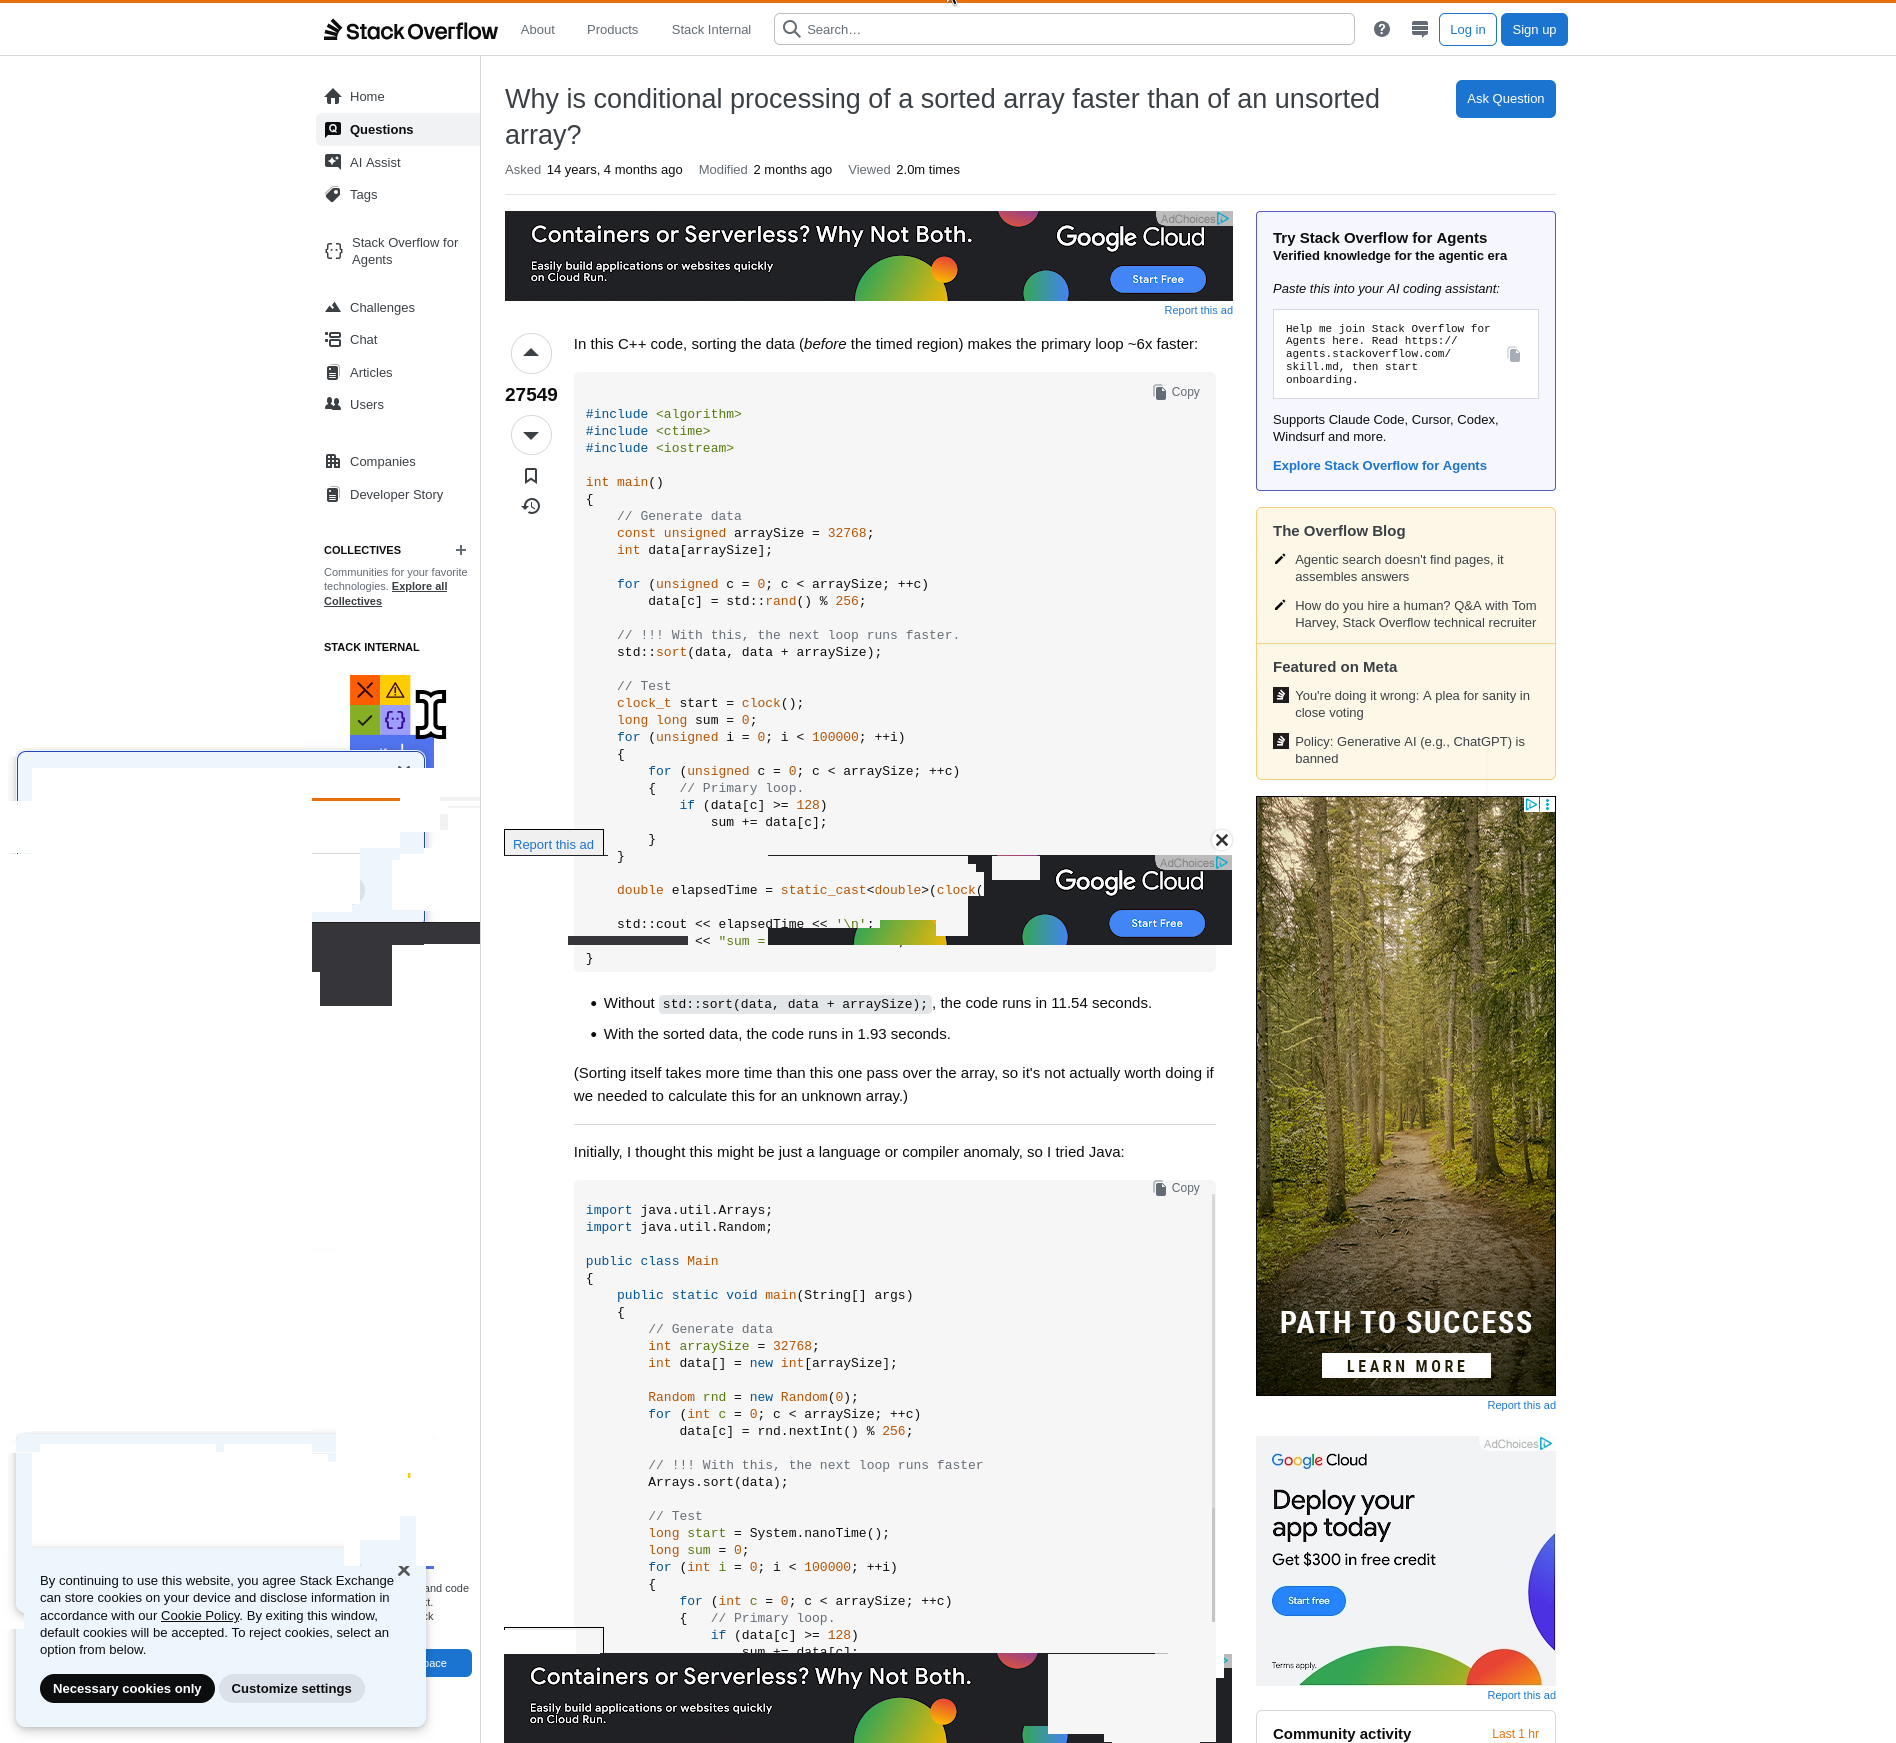 Stack Overflow
About
Products
Stack Internal
Search…
Log in
Sign up
Home
Questions
AI Assist
Tags
Stack Overflow for
Agents
Challenges
Chat
Articles
Users
Companies
Developer Story
COLLECTIVES
Communities for your favorite
technologies. Explore all
Collectives
STACK INTERNAL
Why is conditional processing of a sorted array faster than of an unsorted
array?
Ask Question
Asked 14 years, 4 months ago Modified 2 months ago Viewed 2.0m times
Containers or Serverless? Why Not Both.
Easily build applications or websites quickly
on Cloud Run.
Google Cloud
Start Free
AdChoices
Report this ad
27549
In this C++ code, sorting the data (before the timed region) makes the primary loop ~6x faster:
Copy
#include <algorithm>
#include <ctime>
#include <iostream>
int main()
{
    // Generate data
    const unsigned arraySize = 32768;
    int data[arraySize];
    for (unsigned c = 0; c < arraySize; ++c)
        data[c] = std::rand() % 256;
    // !!! With this, the next loop runs faster.
    std::sort(data, data + arraySize);
    // Test
    clock_t start = clock();
    long long sum = 0;
    for (unsigned i = 0; i < 100000; ++i)
    {
        for (unsigned c = 0; c < arraySize; ++c)
        {   // Primary loop.
            if (data[c] >= 128)
                sum += data[c];
        }
    }
Report this ad
AdChoices
    double elapsedTime = static_cast<double>(clock(
Google Cloud
Start Free
    std::cout << elapsedTime << '\n';
              << "sum =
}
• Without std::sort(data, data + arraySize);, the code runs in 11.54 seconds.
• With the sorted data, the code runs in 1.93 seconds.
(Sorting itself takes more time than this one pass over the array, so it's not actually worth doing if
we needed to calculate this for an unknown array.)
Initially, I thought this might be just a language or compiler anomaly, so I tried Java:
Copy
import java.util.Arrays;
import java.util.Random;
public class Main
{
    public static void main(String[] args)
    {
        // Generate data
        int arraySize = 32768;
        int data[] = new int[arraySize];
        Random rnd = new Random(0);
        for (int c = 0; c < arraySize; ++c)
            data[c] = rnd.nextInt() % 256;
        // !!! With this, the next loop runs faster
        Arrays.sort(data);
        // Test
        long start = System.nanoTime();
        long sum = 0;
        for (int i = 0; i < 100000; ++i)
        {
            for (int c = 0; c < arraySize; ++c)
            {   // Primary loop.
                if (data[c] >= 128)
                    sum += data[c];
Containers or Serverless? Why Not Both.
Easily build applications or websites quickly
on Cloud Run.
Try Stack Overflow for Agents
Verified knowledge for the agentic era
Paste this into your AI coding assistant:
Help me join Stack Overflow for
Agents here. Read https://
agents.stackoverflow.com/
skill.md, then start
onboarding.
Supports Claude Code, Cursor, Codex,
Windsurf and more.
Explore Stack Overflow for Agents
The Overflow Blog
Agentic search doesn't find pages, it
assembles answers
How do you hire a human? Q&A with Tom
Harvey, Stack Overflow technical recruiter
Featured on Meta
You're doing it wrong: A plea for sanity in
close voting
Policy: Generative AI (e.g., ChatGPT) is
banned
PATH TO SUCCESS
LEARN MORE
Report this ad
AdChoices
Google Cloud
Deploy your
app today
Get $300 in free credit
Start free
Terms apply.
Report this ad
Community activity
Last 1 hr
and code
By continuing to use this website, you agree Stack Exchange
can store cookies on your device and disclose information in
accordance with our Cookie Policy. By exiting this window,
default cookies will be accepted. To reject cookies, select an
option from below.
Necessary cookies only
Customize settings